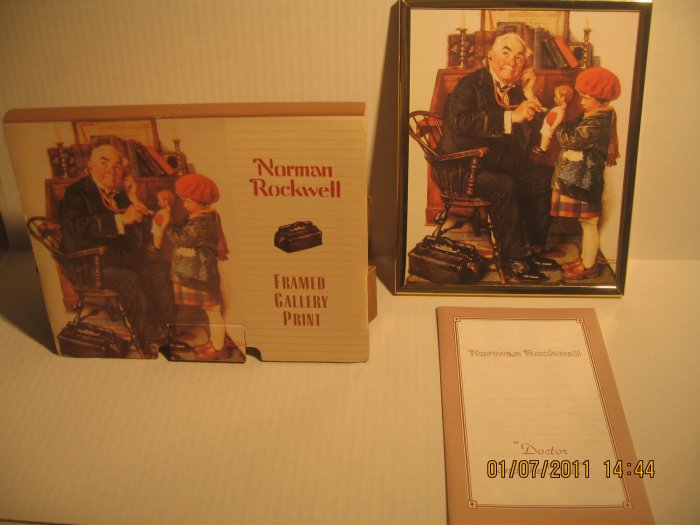 Norman
Rockwell
FRAMED
GALLERY
PRINT
Norman Rockwell
"Doctor
01/07/2011 14:44